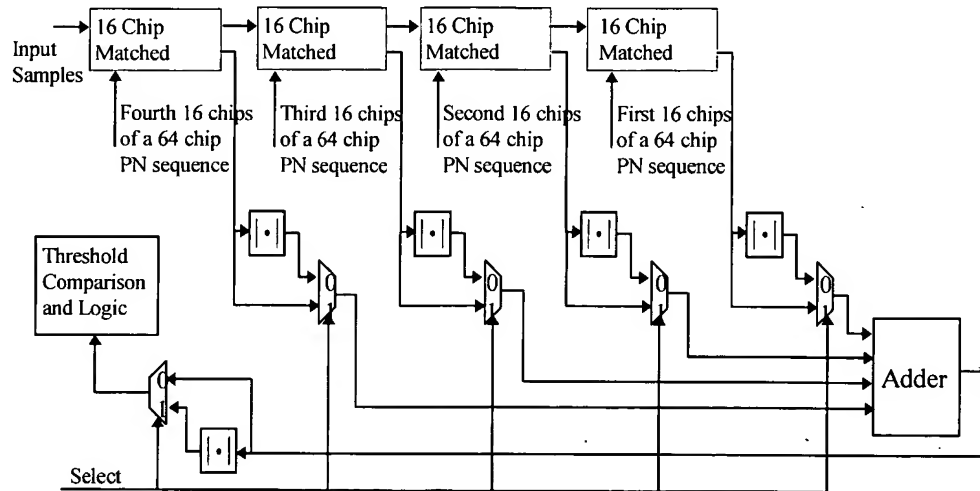 16 Chip
Matched
16 Chip
Matched
16 Chip
Matched
16 Chip
Matched
Input
Samples
Fourth 16 chips
of a 64 chip
PN sequence
Third 16 chips
of a 64 chip
PN sequence
Second 16 chips
of a 64 chip
PN sequence
First 16 chips
of a 64 chip
PN sequence
|•|
|•|
|•|
|•|
Threshold
Comparison
and Logic
0
1
0
1
0
1
0
1
Adder
0
1
|•|
Select